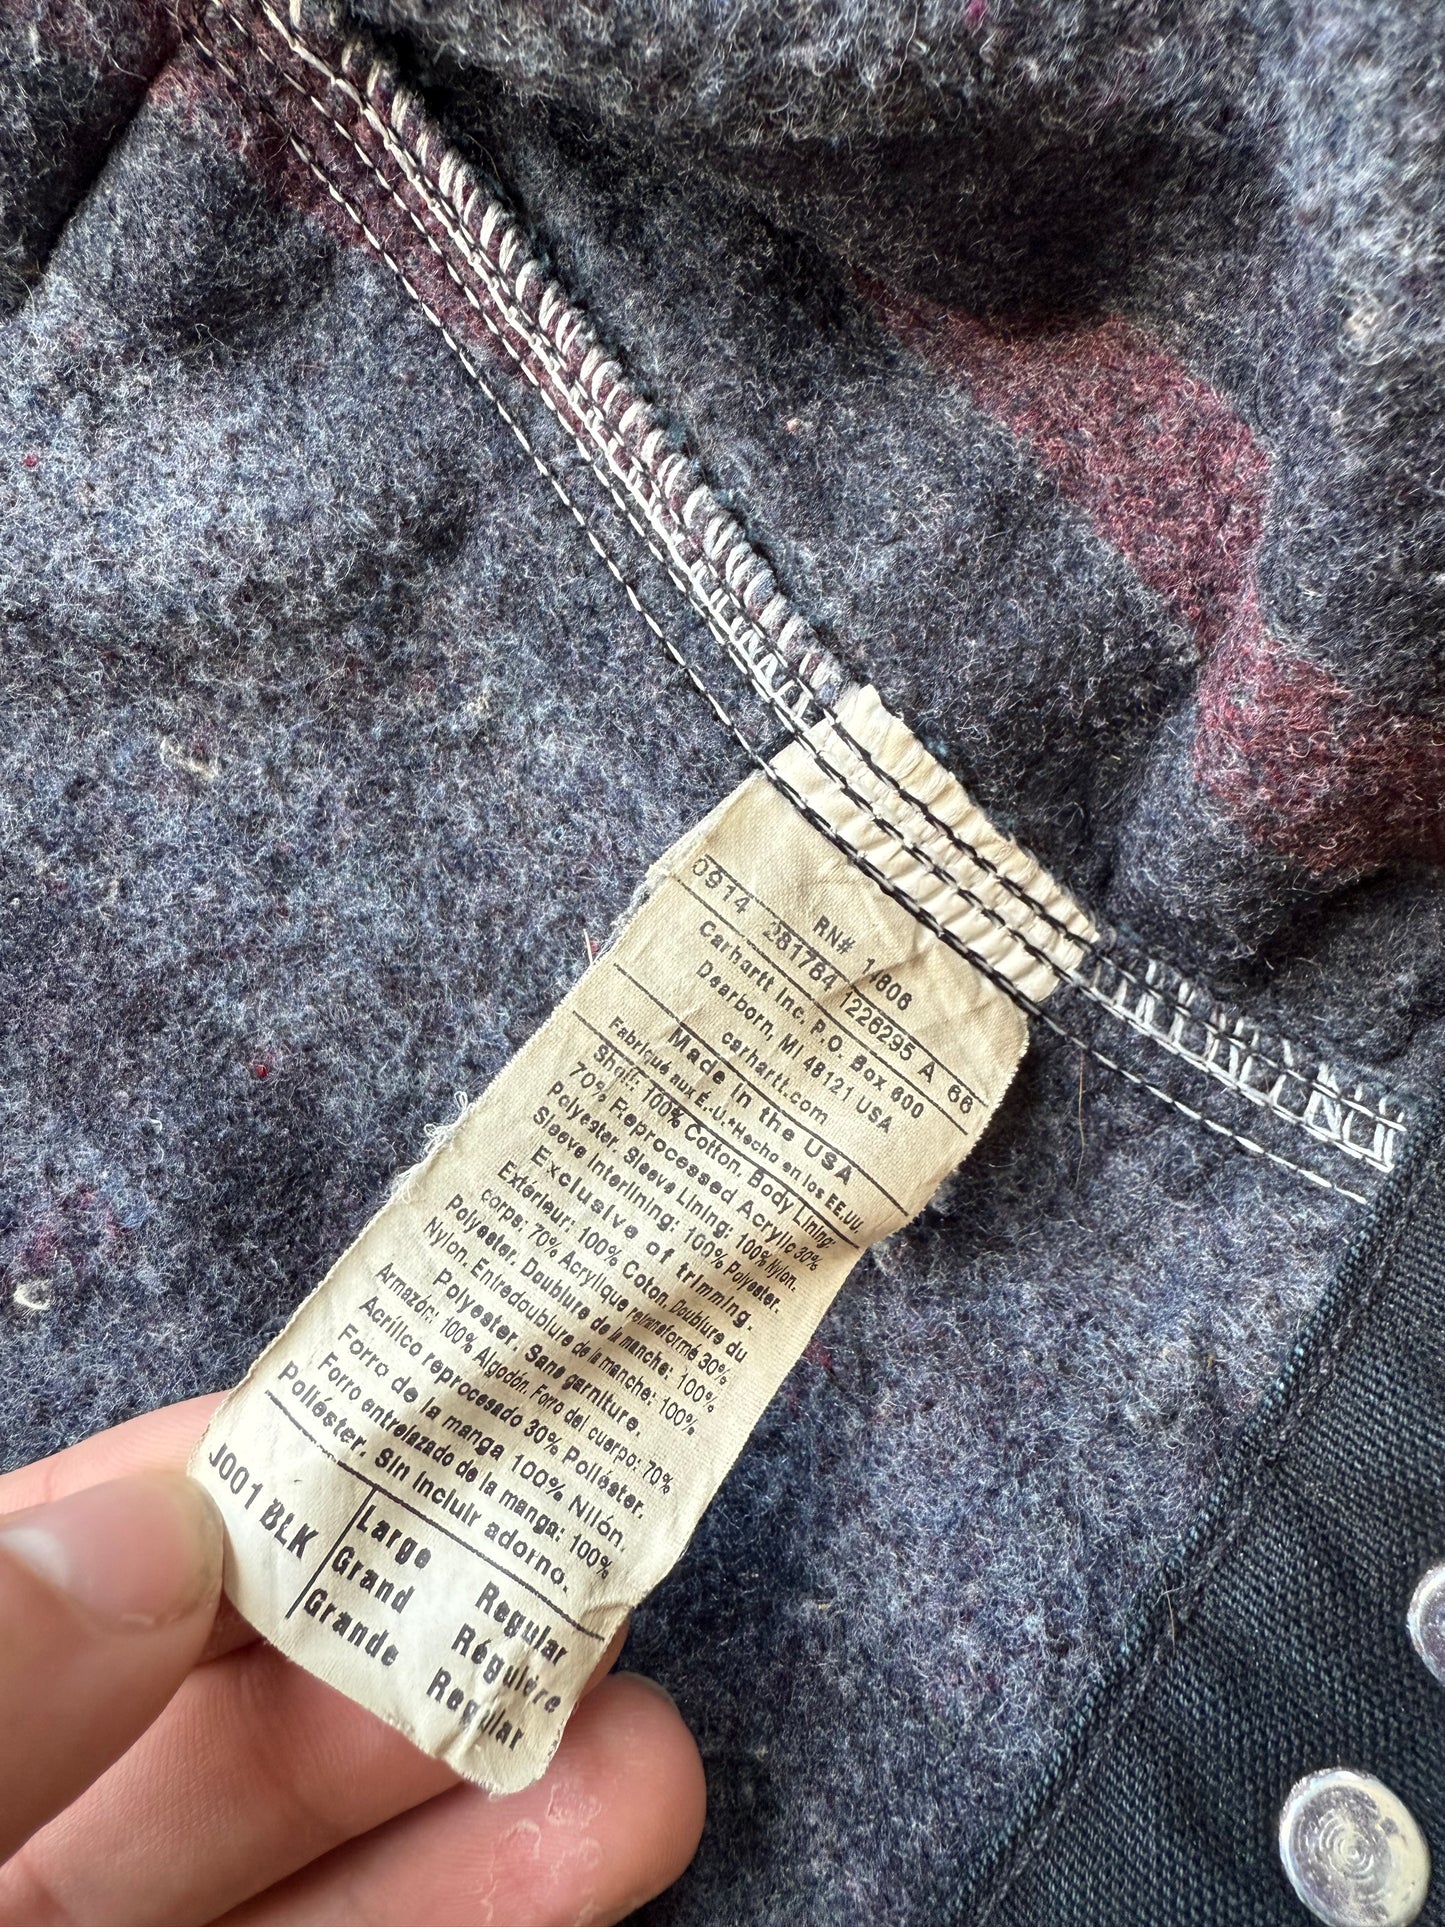 RN# 14806
0914 281784 1226295 A 66
Carhartt Inc. P.O. Box 600
Dearborn, MI 48121 USA
carhartt.com
Made in the USA
Fabriqué aux É.U.*Hecho en los EE.UU.
Shell: 100% Cotton. Body Lining:
70% Reprocessed Acrylic 30%
Polyester. Sleeve Lining: 100% Nylon.
Sleeve Interlining: 100% Polyester.
Exclusive of trimming.
Extérieur: 100% Coton. Doublure du
corps: 70% Acrylique retransformé 30%
Polyester. Doublure de la manche: 100%
Nylon. Entredoublure de la manche: 100%
Polyester. Sans garniture.
Armazón: 100% Algodón. Forro del cuerpo: 70%
Acrílico reprocesado 30% Poliéster.
Forro de la manga 100% Nilón.
Forro entrelazado de la manga: 100%
Poliéster. Sin incluir adorno.
J001 BLK
Large Regular
Grand Régulère
Grande Regular